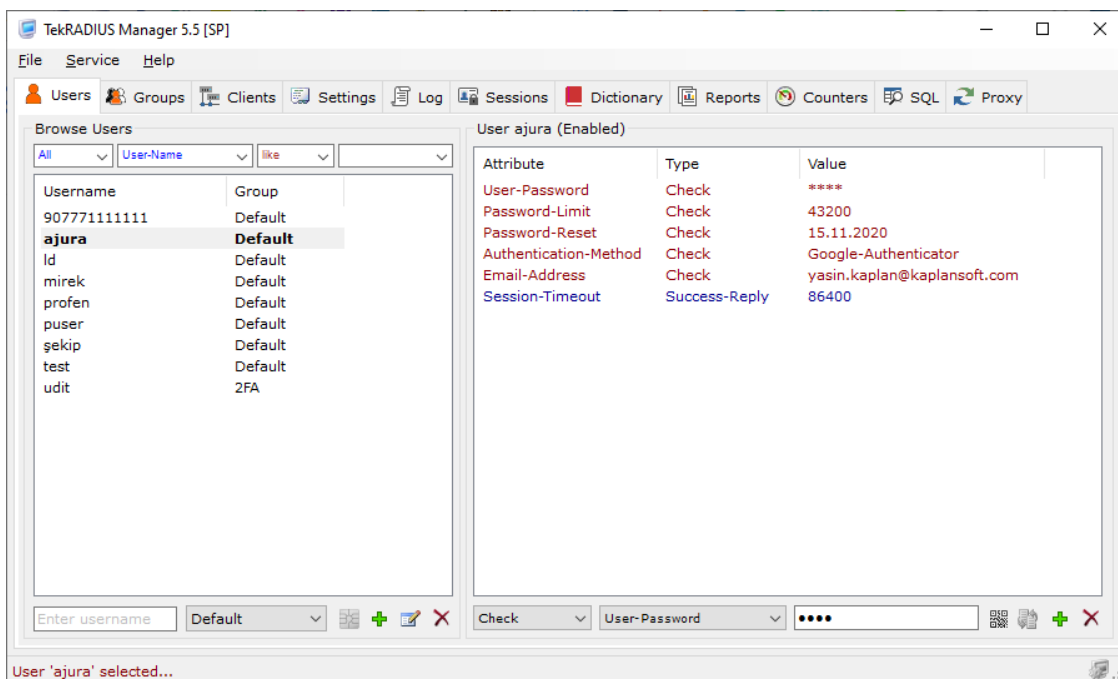 TekRADIUS Manager 5.5 [SP]
File Service Help
Users Groups Clients Settings Log Sessions Dictionary Reports Counters SQL Proxy
Browse Users
All User-Name like
Username Group
907771111111 Default
ajura Default
ld Default
mirek Default
profen Default
puser Default
şekip Default
test Default
udit 2FA
Enter username Default
User ajura (Enabled)
Attribute Type Value
User-Password Check ****
Password-Limit Check 43200
Password-Reset Check 15.11.2020
Authentication-Method Check Google-Authenticator
Email-Address Check yasin.kaplan@kaplansoft.com
Session-Timeout Success-Reply 86400
Check User-Password ••••
User 'ajura' selected...